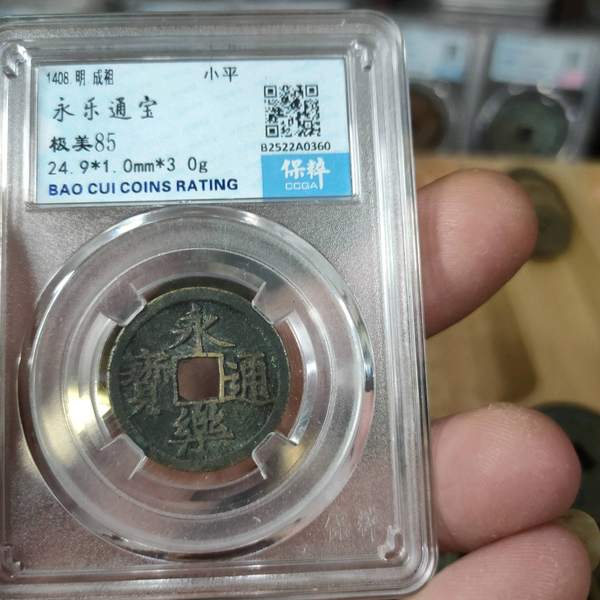 1408.明 成祖 小平
永乐通宝
极美85
24.9*1.0mm*3 0g
BAO CUI COINS RATING
B2522A0360
保粹
CCGA
永樂通寶